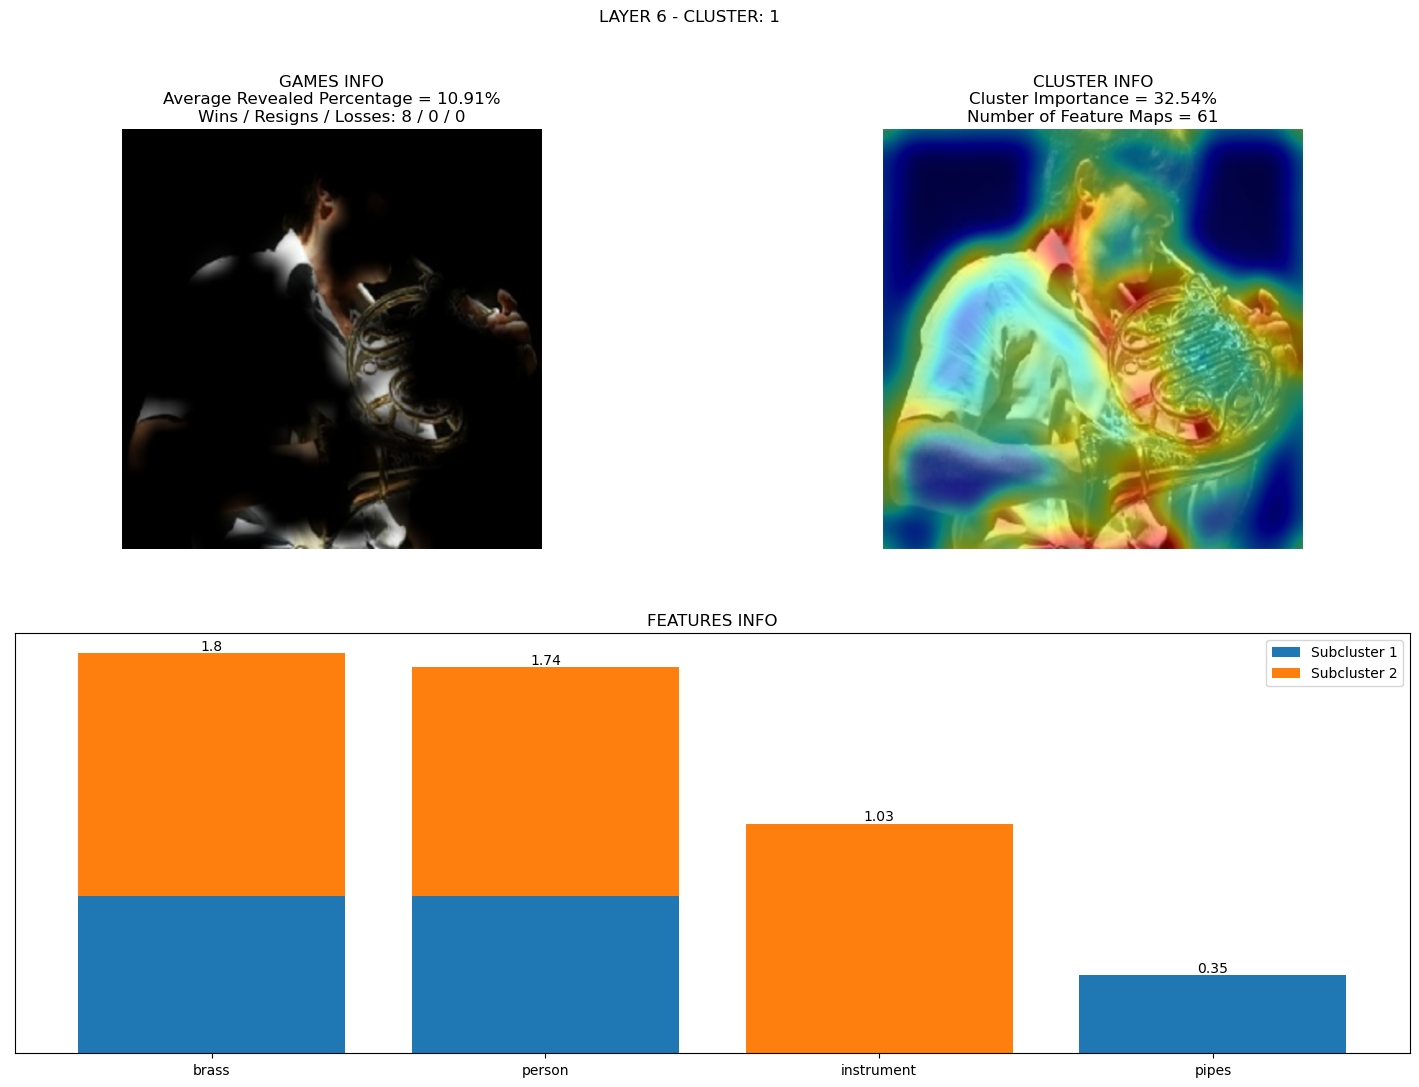 LAYER 6 - CLUSTER: 1
GAMES INFO
Average Revealed Percentage = 10.91%
Wins / Resigns / Losses: 8 / 0 / 0
CLUSTER INFO
Cluster Importance = 32.54%
Number of Feature Maps = 61
FEATURES INFO
1.8
1.74
1.03
0.35
Subcluster 1
Subcluster 2
brass
person
instrument
pipes